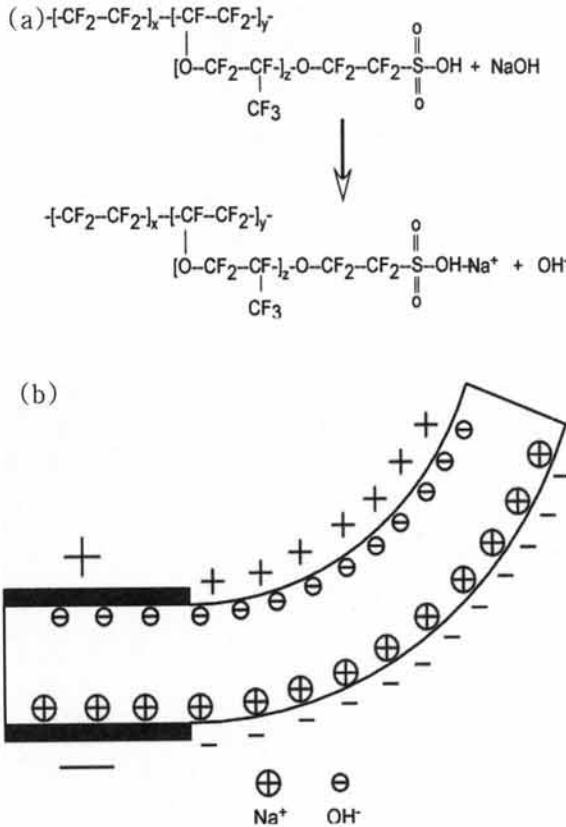 (a)
-[-CF2--CF2-]x--[-CF--CF2-]y-
[O--CF2--CF-]z-O--CF2--CF2--S--OH + NaOH
O
O
CF3
-[-CF2--CF2-]x--[-CF--CF2-]y-
[O--CF2--CF-]z-O--CF2--CF2--S--OH--Na+ + OH-
O
O
CF3
(b)
Na+ OH-